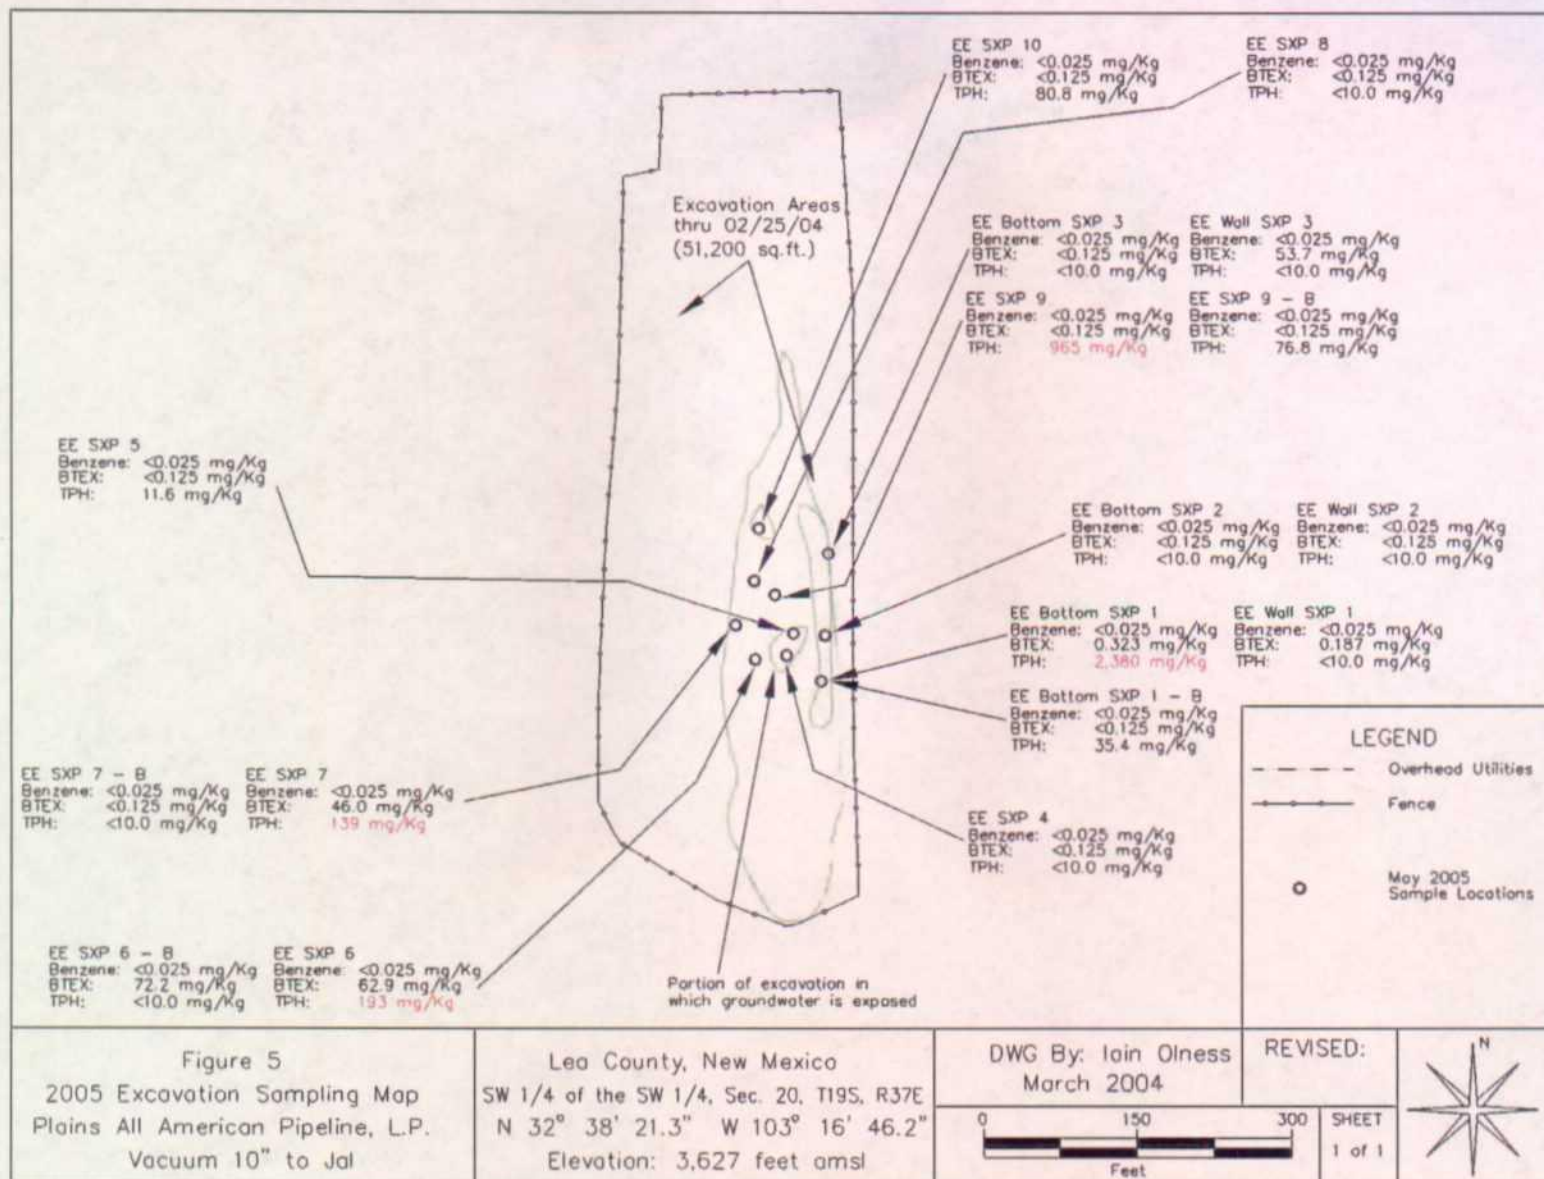 EE SXP 10
Benzene: <0.025 mg/Kg
BTEX: <0.125 mg/Kg
TPH: 80.8 mg/Kg
EE SXP 8
Benzene: <0.025 mg/Kg
BTEX: <0.125 mg/Kg
TPH: <10.0 mg/Kg
Excavation Areas
thru 02/25/04
(51,200 sq.ft.)
EE Bottom SXP 3
Benzene: <0.025 mg/Kg
BTEX: <0.125 mg/Kg
TPH: <10.0 mg/Kg
EE Wall SXP 3
Benzene: <0.025 mg/Kg
BTEX: 53.7 mg/Kg
TPH: <10.0 mg/Kg
EE SXP 9
Benzene: <0.025 mg/Kg
BTEX: <0.125 mg/Kg
TPH: 965 mg/Kg
EE SXP 9 - B
Benzene: <0.025 mg/Kg
BTEX: <0.125 mg/Kg
TPH: 76.8 mg/Kg
EE SXP 5
Benzene: <0.025 mg/Kg
BTEX: <0.125 mg/Kg
TPH: 11.6 mg/Kg
EE Bottom SXP 2
Benzene: <0.025 mg/Kg
BTEX: <0.125 mg/Kg
TPH: <10.0 mg/Kg
EE Wall SXP 2
Benzene: <0.025 mg/Kg
BTEX: <0.125 mg/Kg
TPH: <10.0 mg/Kg
EE Bottom SXP 1
Benzene: <0.025 mg/Kg
BTEX: 0.323 mg/Kg
TPH: 2,380 mg/Kg
EE Wall SXP 1
Benzene: <0.025 mg/Kg
BTEX: 0.187 mg/Kg
TPH: <10.0 mg/Kg
EE Bottom SXP 1 - B
Benzene: <0.025 mg/Kg
BTEX: <0.125 mg/Kg
TPH: 35.4 mg/Kg
EE SXP 7 - B
Benzene: <0.025 mg/Kg
BTEX: <0.125 mg/Kg
TPH: <10.0 mg/Kg
EE SXP 7
Benzene: <0.025 mg/Kg
BTEX: 46.0 mg/Kg
TPH: 139 mg/Kg
EE SXP 4
Benzene: <0.025 mg/Kg
BTEX: <0.125 mg/Kg
TPH: <10.0 mg/Kg
EE SXP 6 - B
Benzene: <0.025 mg/Kg
BTEX: 72.2 mg/Kg
TPH: <10.0 mg/Kg
EE SXP 6
Benzene: <0.025 mg/Kg
BTEX: 62.9 mg/Kg
TPH: 193 mg/Kg
Portion of excavation in
which groundwater is exposed
LEGEND
Overhead Utilities
Fence
May 2005
Sample Locations
Figure 5
2005 Excavation Sampling Map
Plains All American Pipeline, L.P.
Vacuum 10" to Jal
Lea County, New Mexico
SW 1/4 of the SW 1/4, Sec. 20, T19S, R37E
N 32° 38' 21.3" W 103° 16' 46.2"
Elevation: 3,627 feet amsl
DWG By: Iain Olness
March 2004
REVISED:
0 150 300
Feet
SHEET
1 of 1
N